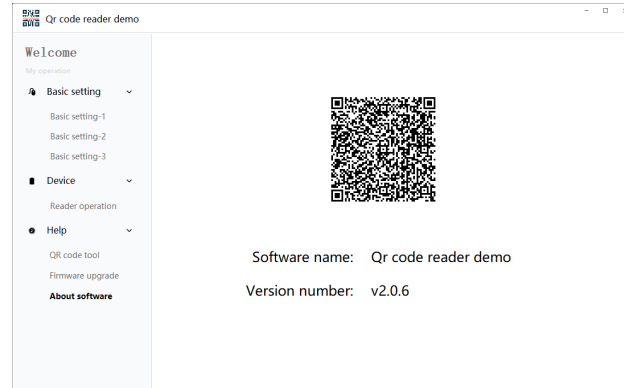 Qr code reader demo
Welcome
My operation
Basic setting
Basic setting-1
Basic setting-2
Basic setting-3
Device
Reader operation
Help
QR code tool
Firmware upgrade
About software
Software name: Qr code reader demo
Version number: v2.0.6